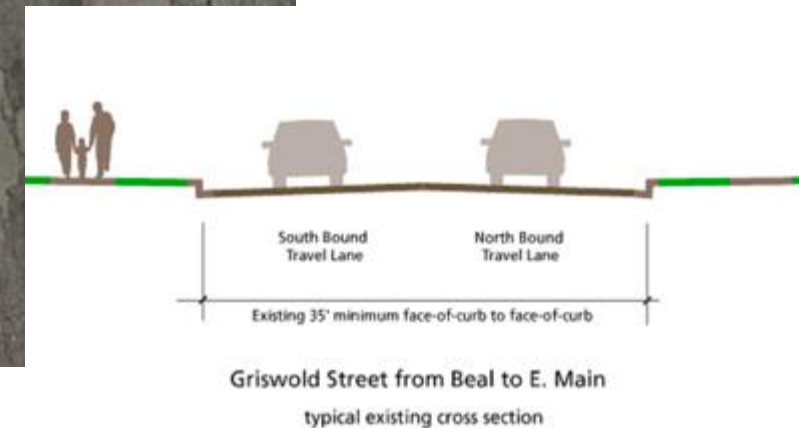 South Bound
Travel Lane
North Bound
Travel Lane
Existing 35' minimum face-of-curb to face-of-curb
Griswold Street from Beal to E. Main
typical existing cross section